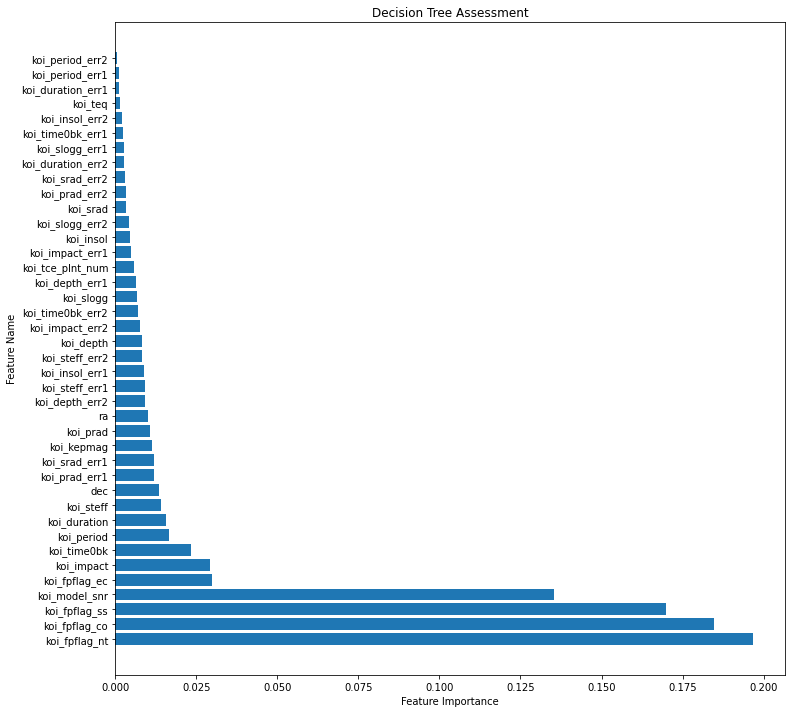 Decision Tree Assessment
koi_period_err2
koi_period_err1
koi_duration_err1
koi_teq
koi_insol_err2
koi_time0bk_err1
koi_slogg_err1
koi_duration_err2
koi_srad_err2
koi_prad_err2
koi_srad
koi_slogg_err2
koi_insol
koi_impact_err1
koi_tce_plnt_num
koi_depth_err1
koi_slogg
koi_time0bk_err2
koi_impact_err2
koi_depth
koi_steff_err2
koi_insol_err1
koi_steff_err1
koi_depth_err2
ra
koi_prad
koi_kepmag
koi_srad_err1
koi_prad_err1
dec
koi_steff
koi_duration
koi_period
koi_time0bk
koi_impact
koi_fpflag_ec
koi_model_snr
koi_fpflag_ss
koi_fpflag_co
koi_fpflag_nt
Feature Name
0.000 0.025 0.050 0.075 0.100 0.125 0.150 0.175 0.200
Feature Importance